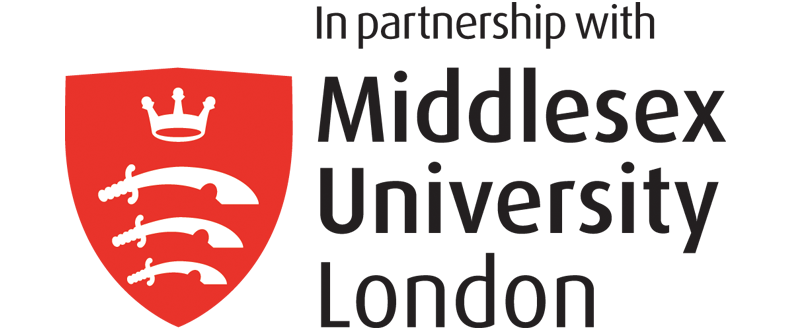 In partnership with
Middlesex
University
London